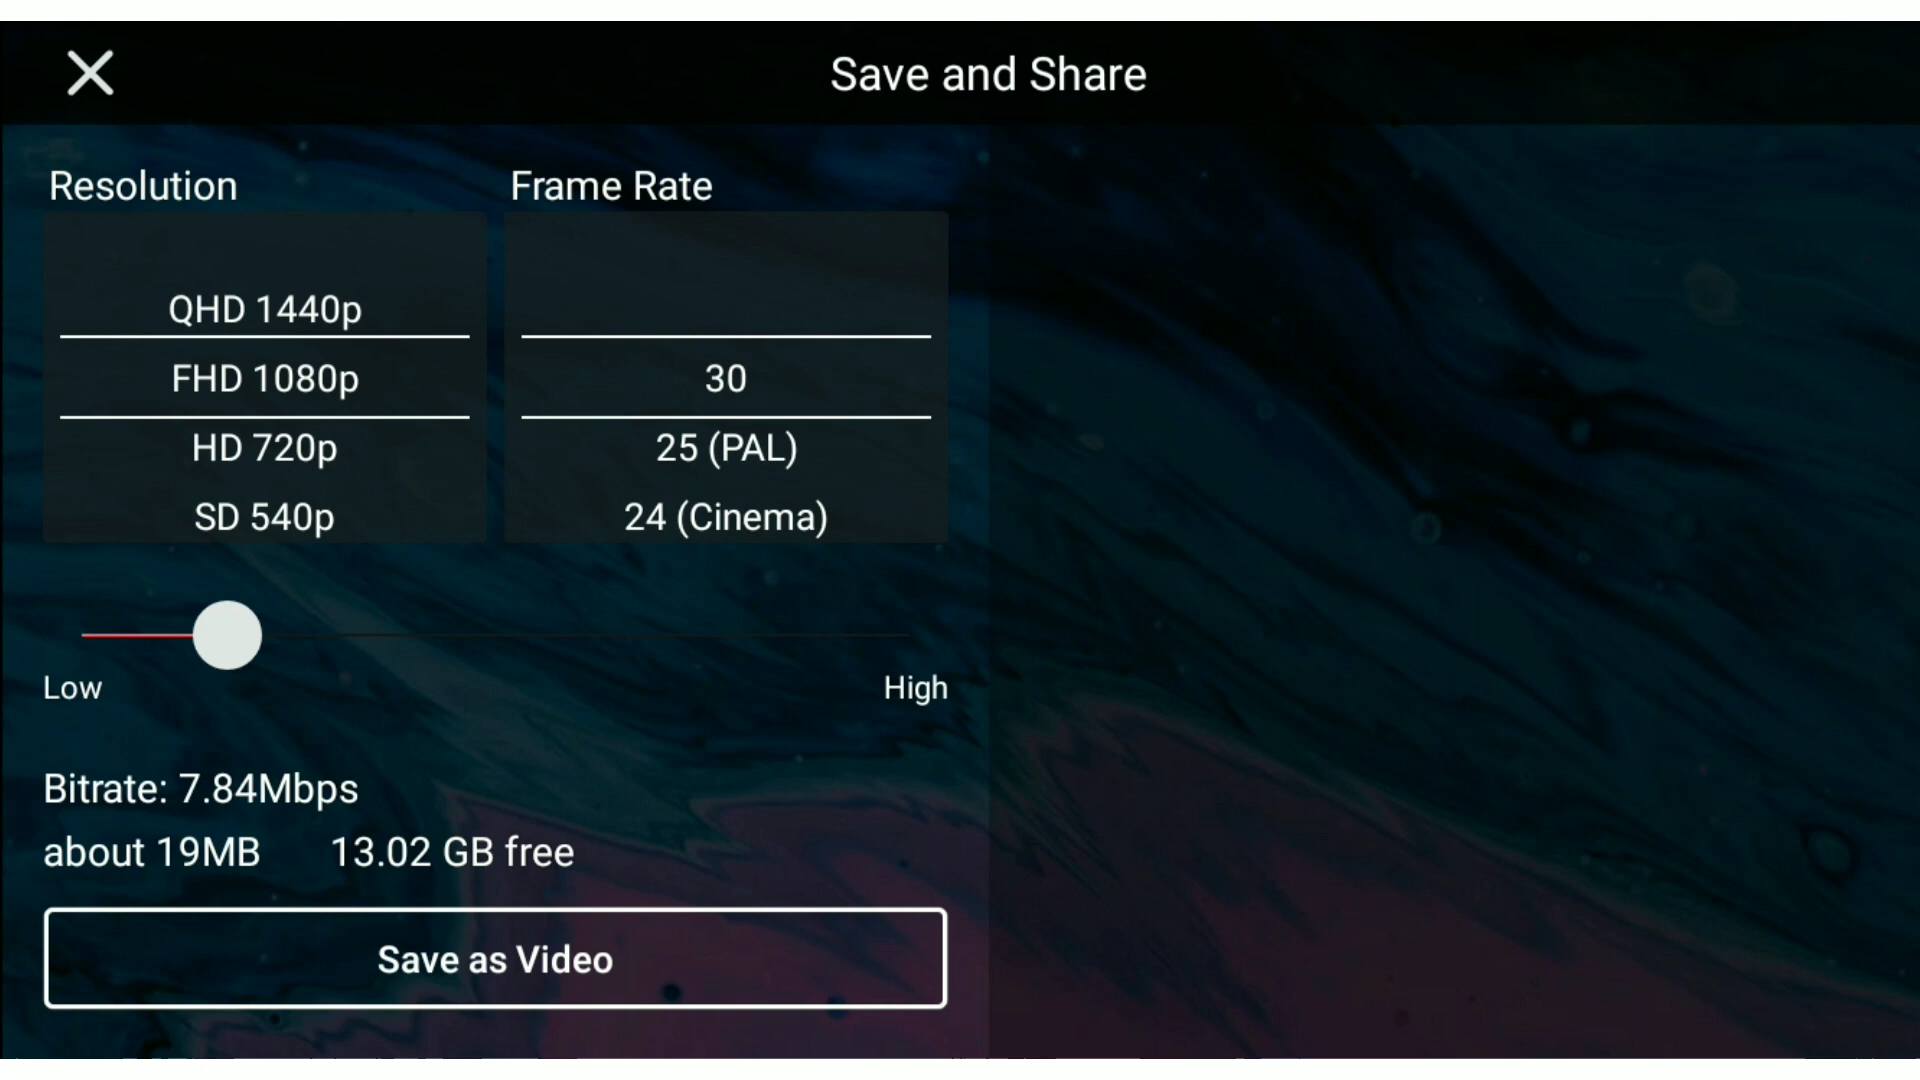 Save and Share
Resolution
Frame Rate
QHD 1440p
FHD 1080p
HD 720p
SD 540p
30
25 (PAL)
24 (Cinema)
Low
High
Bitrate: 7.84Mbps
about 19MB 13.02 GB free
Save as Video